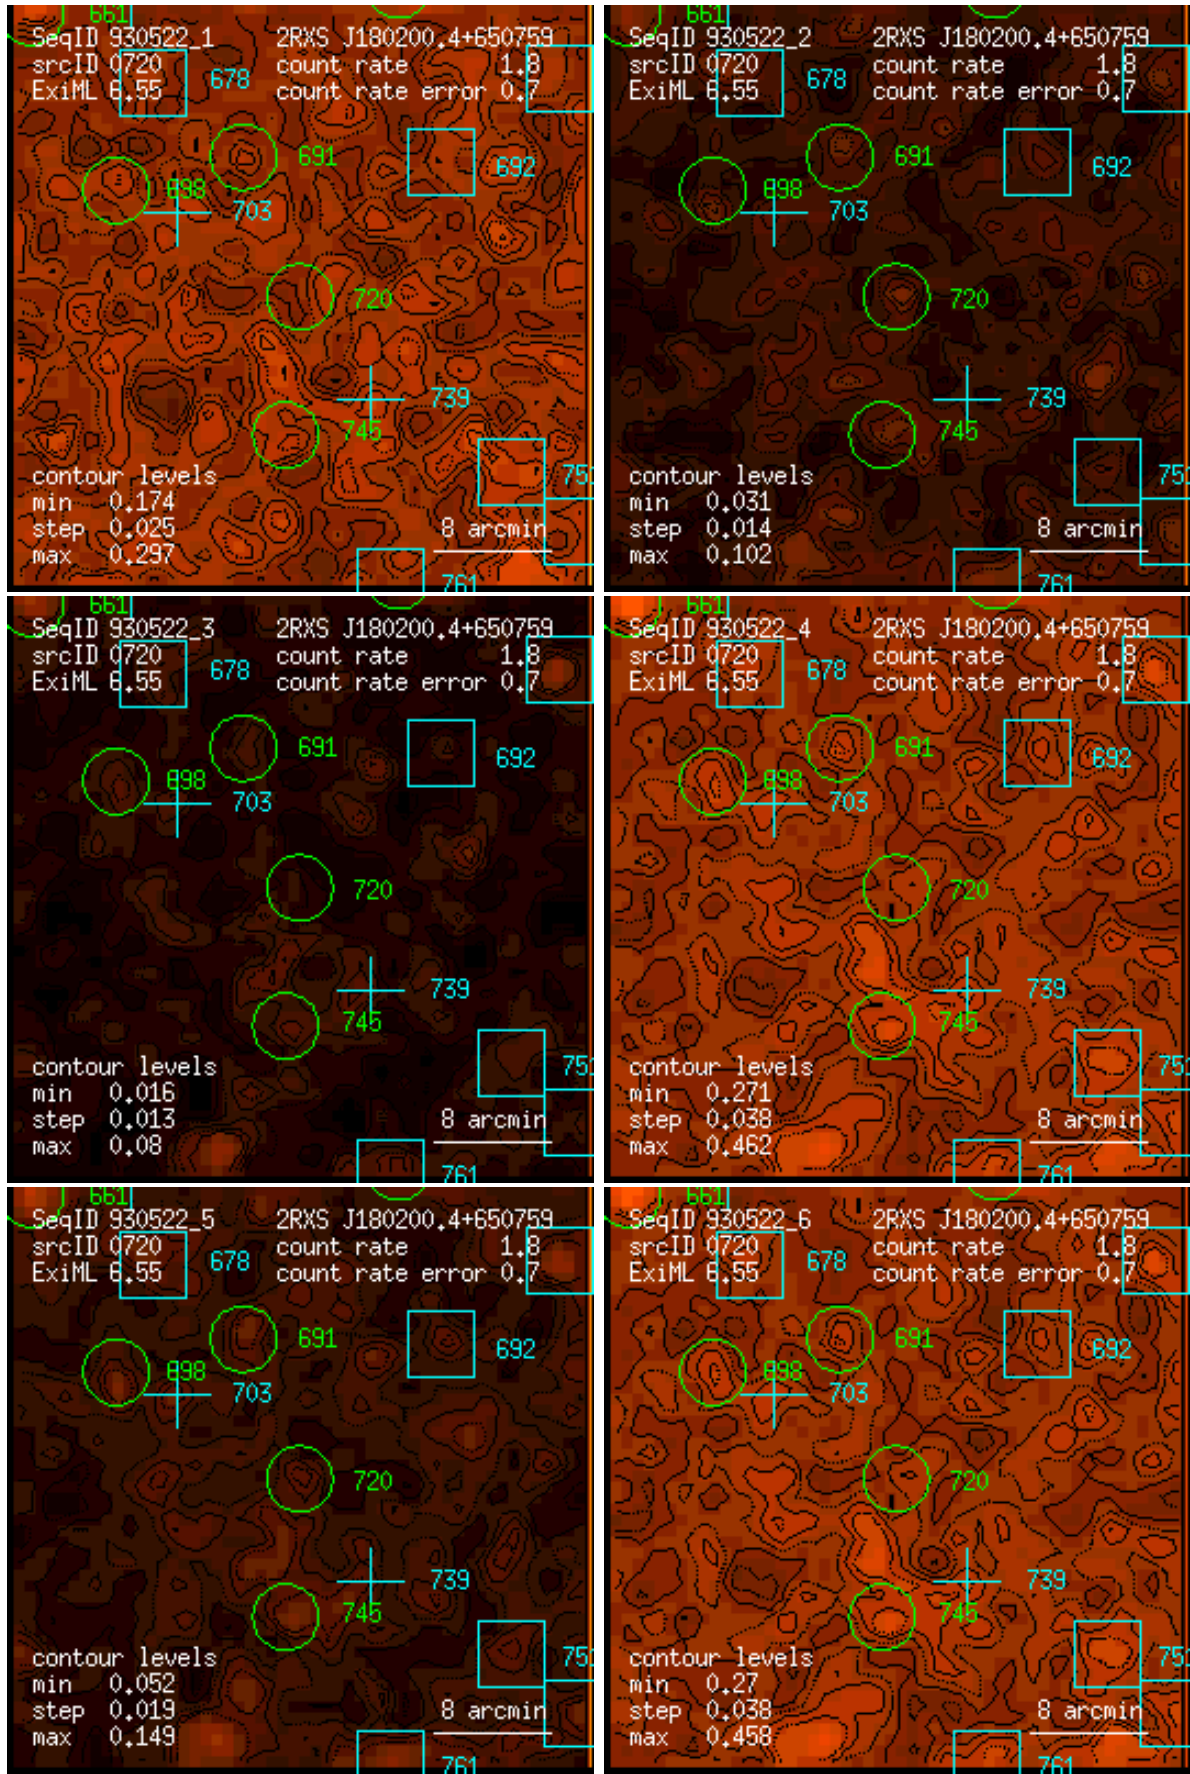 661
SeqID 930522_1 2RXS J180200.4+650759
srcID 0720 678 count rate 1.8
ExiML 6.55 count rate error 0.7
691
692
698
703
720
739
745
contour levels
751
min 0.174
step 0.025 8 arcmin
max 0.297
761
661
SeqID 930522_2 2RXS J180200.4+650759
srcID 0720 678 count rate 1.8
ExiML 6.55 count rate error 0.7
691
692
698
703
720
739
745
contour levels
751
min 0.031
step 0.014 8 arcmin
max 0.102
761
661
SeqID 930522_3 2RXS J180200.4+650759
srcID 0720 678 count rate 1.8
ExiML 6.55 count rate error 0.7
691
692
698
703
720
739
745
contour levels
751
min 0.016
step 0.013 8 arcmin
max 0.08
761
661
SeqID 930522_4 2RXS J180200.4+650759
srcID 0720 678 count rate 1.8
ExiML 6.55 count rate error 0.7
691
692
698
703
720
739
745
contour levels
751
min 0.271
step 0.038 8 arcmin
max 0.462
761
661
SeqID 930522_5 2RXS J180200.4+650759
srcID 0720 678 count rate 1.8
ExiML 6.55 count rate error 0.7
691
692
698
703
720
739
745
contour levels
751
min 0.052
step 0.019 8 arcmin
max 0.149
761
661
SeqID 930522_6 2RXS J180200.4+650759
srcID 0720 678 count rate 1.8
ExiML 6.55 count rate error 0.7
691
692
698
703
720
739
745
contour levels
751
min 0.27
step 0.038 8 arcmin
max 0.458
761